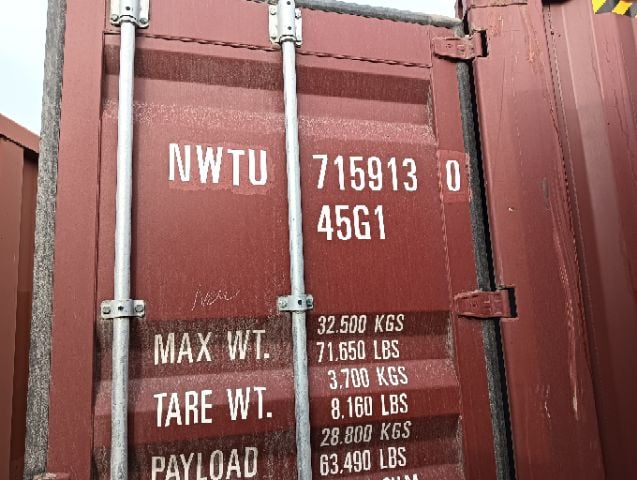 NWTU 715913 0
45G1
New
MAX WT. 32.500 KGS
71.650 LBS
TARE WT. 3.700 KGS
8.160 LBS
PAYLOAD 28.800 KGS
63.490 LBS